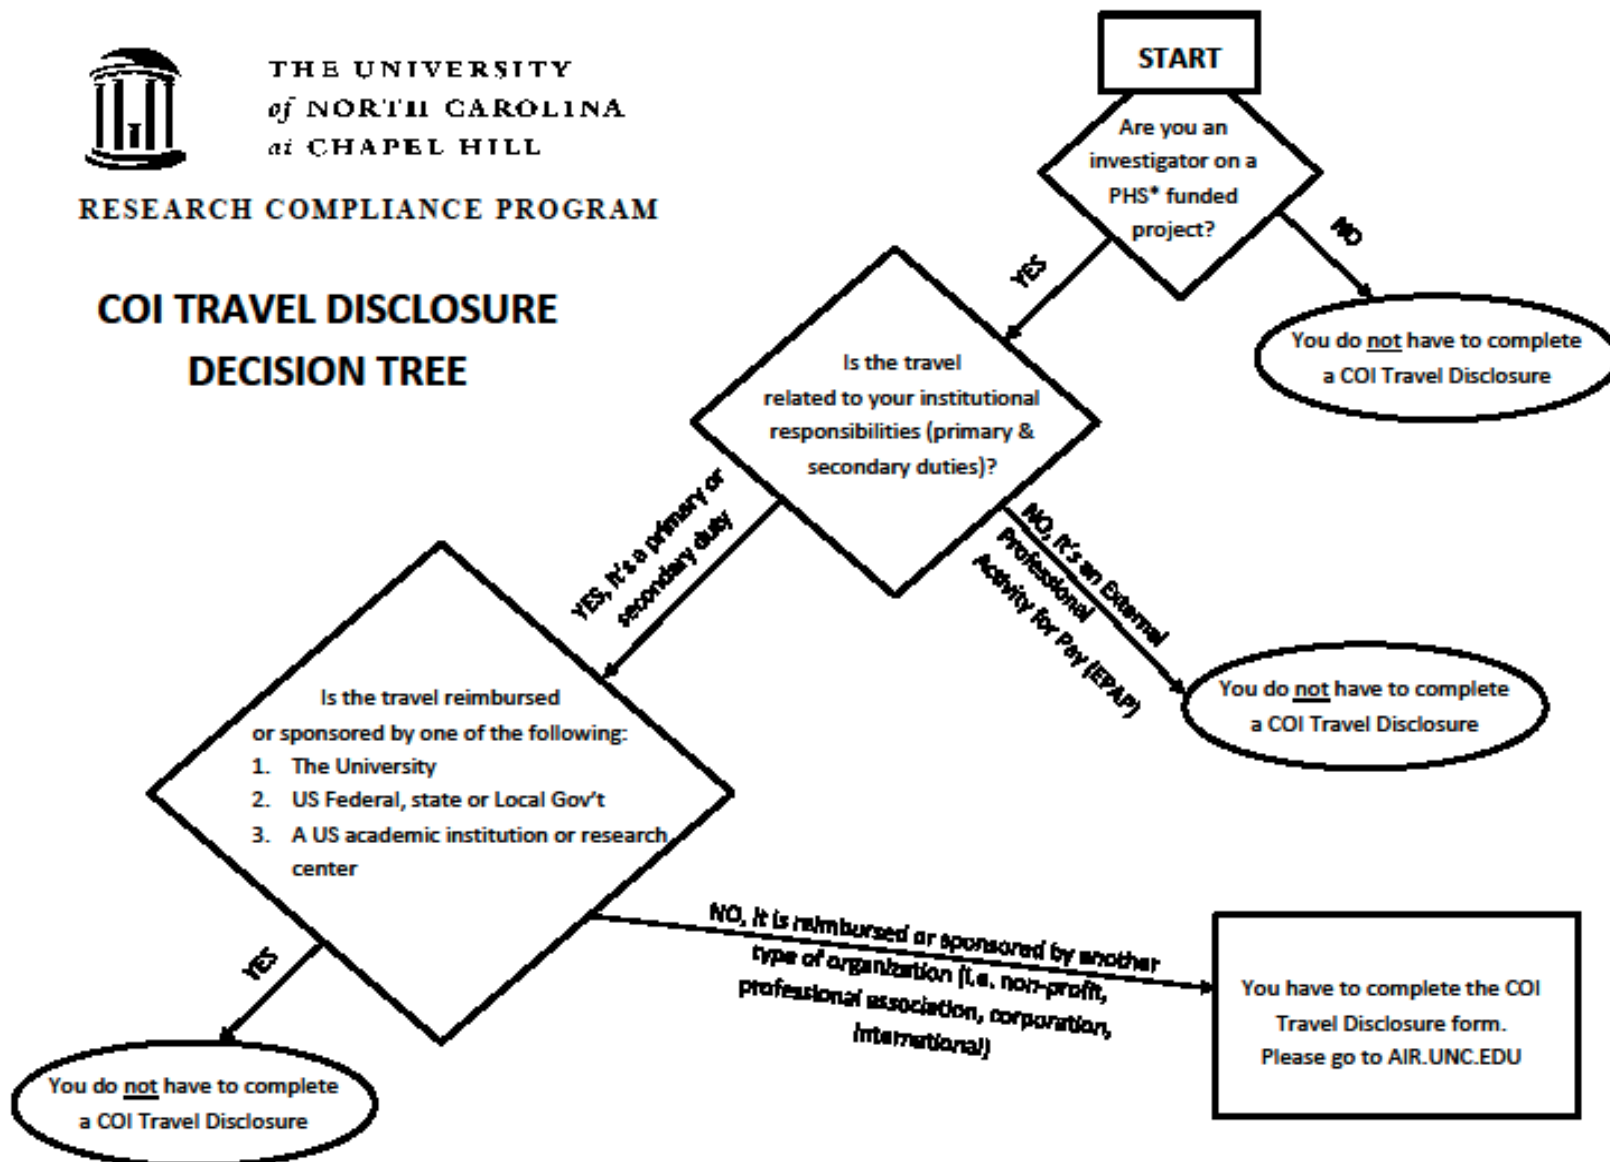 THE UNIVERSITY
of NORTH CAROLINA
at CHAPEL HILL
RESEARCH COMPLIANCE PROGRAM
COI TRAVEL DISCLOSURE
DECISION TREE
START
Are you an
investigator on a
PHS* funded
project?
NO
You do not have to complete
a COI Travel Disclosure
YES
Is the travel
related to your institutional
responsibilities (primary &
secondary duties)?
NO, it's an External
Professional
Activity for Pay (EPAP)
You do not have to complete
a COI Travel Disclosure
YES, it's a primary or
secondary duty
Is the travel reimbursed
or sponsored by one of the following:
1. The University
2. US Federal, state or Local Gov't
3. A US academic institution or research
center
NO, it is reimbursed or sponsored by another
type of organization (i.e. non-profit,
professional association, corporation,
international)
You have to complete the COI
Travel Disclosure form.
Please go to AIR.UNC.EDU
YES
You do not have to complete
a COI Travel Disclosure